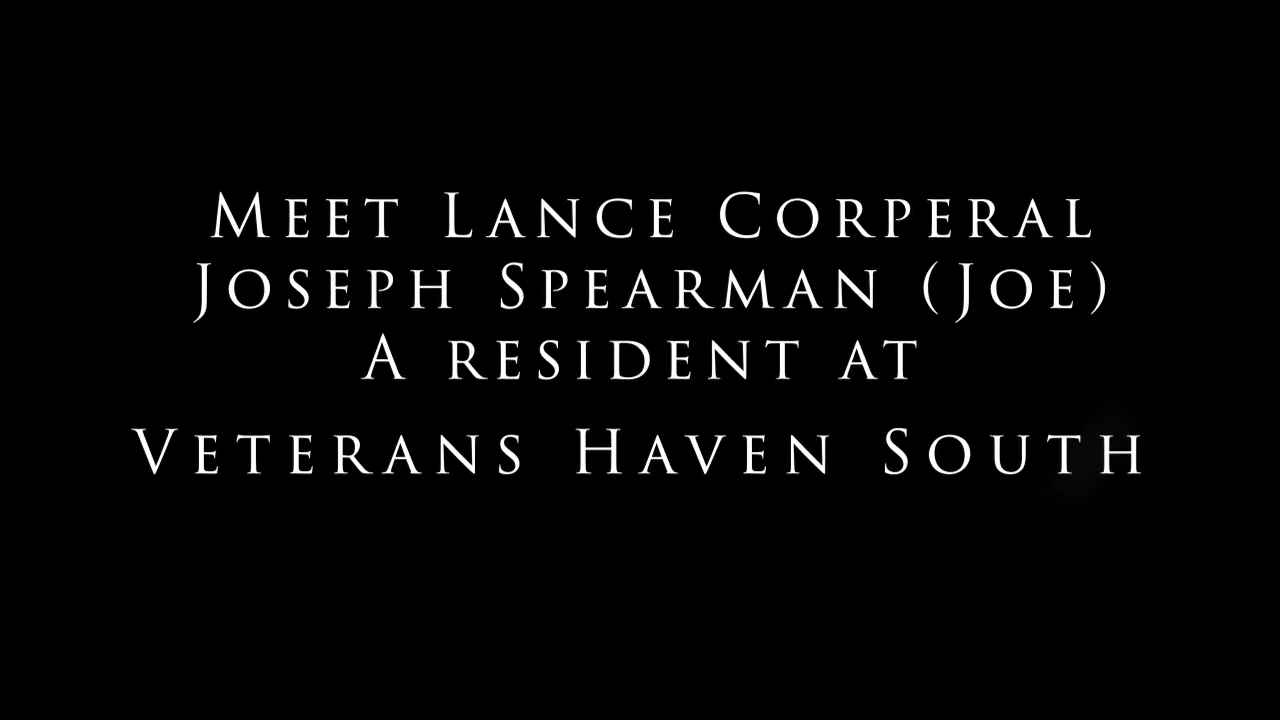 Meet Lance Corperal
Joseph Spearman (Joe)
A resident at
Veterans Haven South